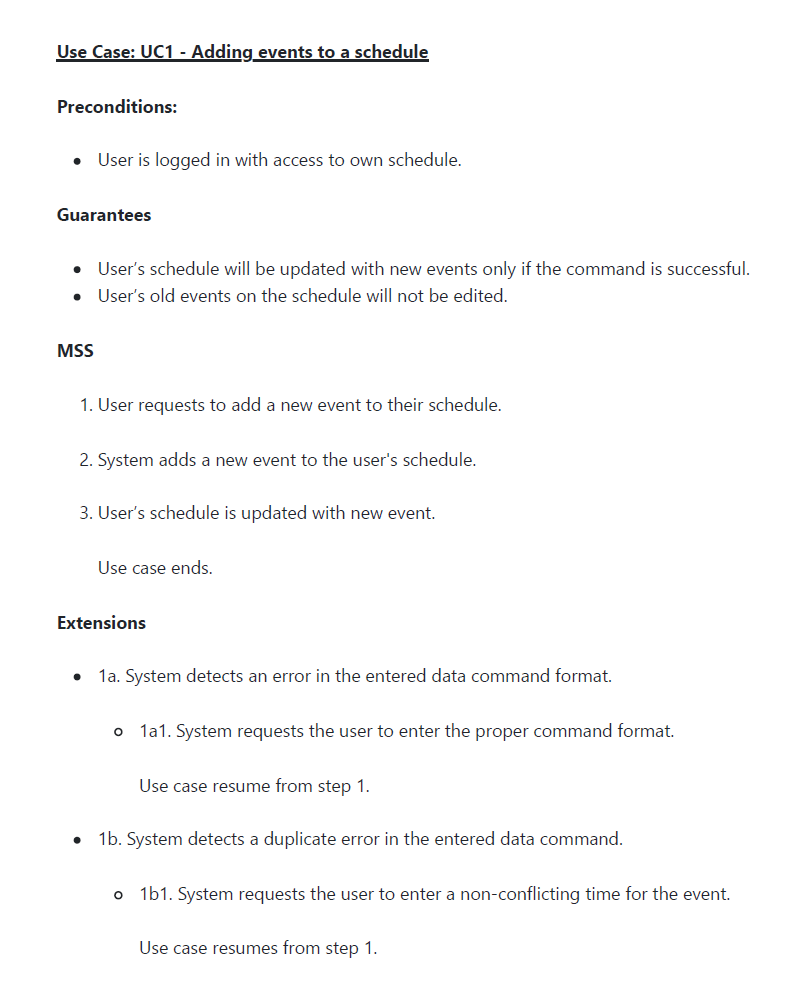 Use Case: UC1 - Adding events to a schedule
Preconditions:
User is logged in with access to own schedule.
Guarantees
User’s schedule will be updated with new events only if the command is successful.
User’s old events on the schedule will not be edited.
MSS
1. User requests to add a new event to their schedule.
2. System adds a new event to the user's schedule.
3. User’s schedule is updated with new event.
Use case ends.
Extensions
1a. System detects an error in the entered data command format.
1a1. System requests the user to enter the proper command format.
Use case resume from step 1.
1b. System detects a duplicate error in the entered data command.
1b1. System requests the user to enter a non-conflicting time for the event.
Use case resumes from step 1.